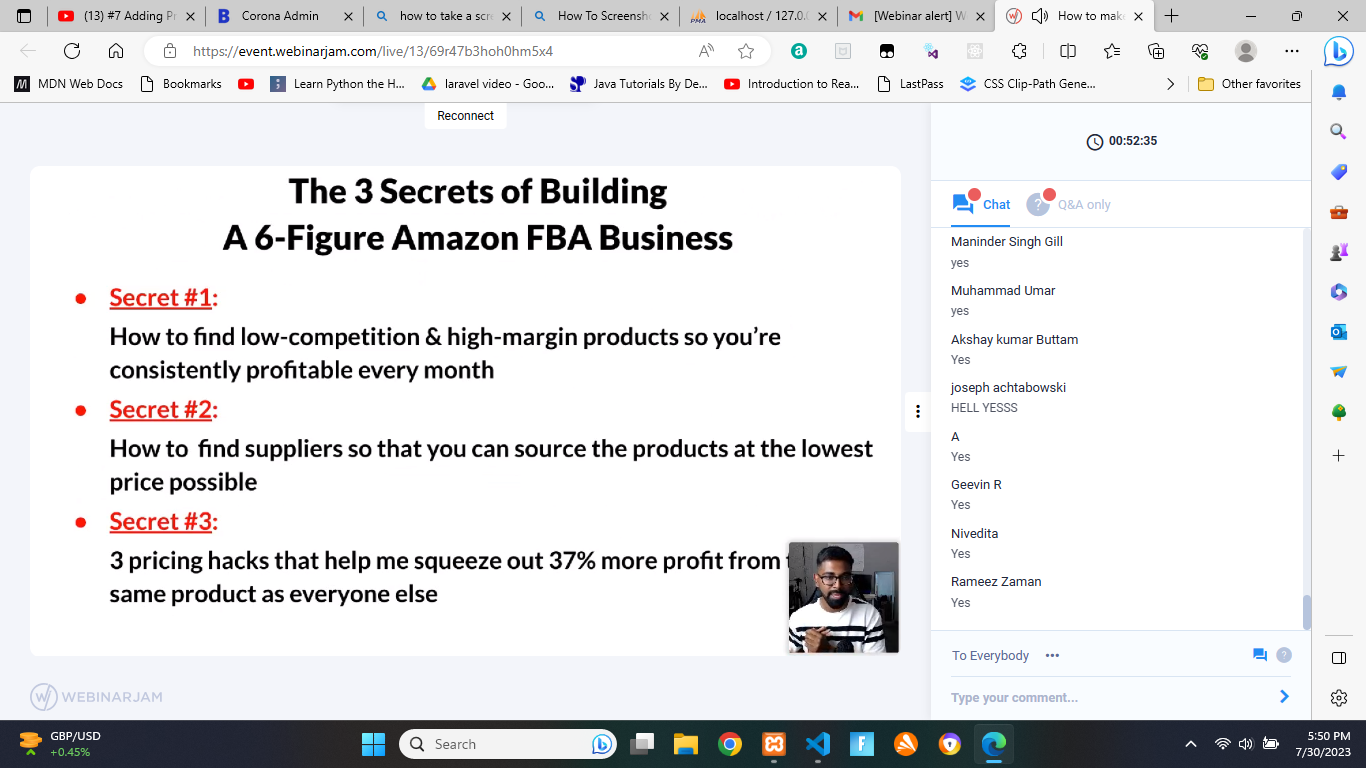 (13) #7 Adding Pr
Corona Admin
how to take a scre
How To Screensho
localhost / 127.0.0
[Webinar alert] W
How to make
https://event.webinarjam.com/live/13/69r47b3hoh0hm5x4
MDN Web Docs
Bookmarks
Learn Python the H...
laravel video - Goo...
Java Tutorials By De...
Introduction to Rea...
LastPass
CSS Clip-Path Gene...
Other favorites
Reconnect
The 3 Secrets of Building
A 6-Figure Amazon FBA Business
• Secret #1:
How to find low-competition & high-margin products so you’re
consistently profitable every month
• Secret #2:
How to find suppliers so that you can source the products at the lowest
price possible
• Secret #3:
3 pricing hacks that help me squeeze out 37% more profit from
same product as everyone else
WEBINARJAM
00:52:35
Chat
Q&A only
Maninder Singh Gill
yes
Muhammad Umar
yes
Akshay kumar Buttam
Yes
joseph achtabowski
HELL YESSS
A
Yes
Geevin R
Yes
Nivedita
Yes
Rameez Zaman
Yes
To Everybody
Type your comment...
GBP/USD
+0.45%
Search
5:50 PM
7/30/2023